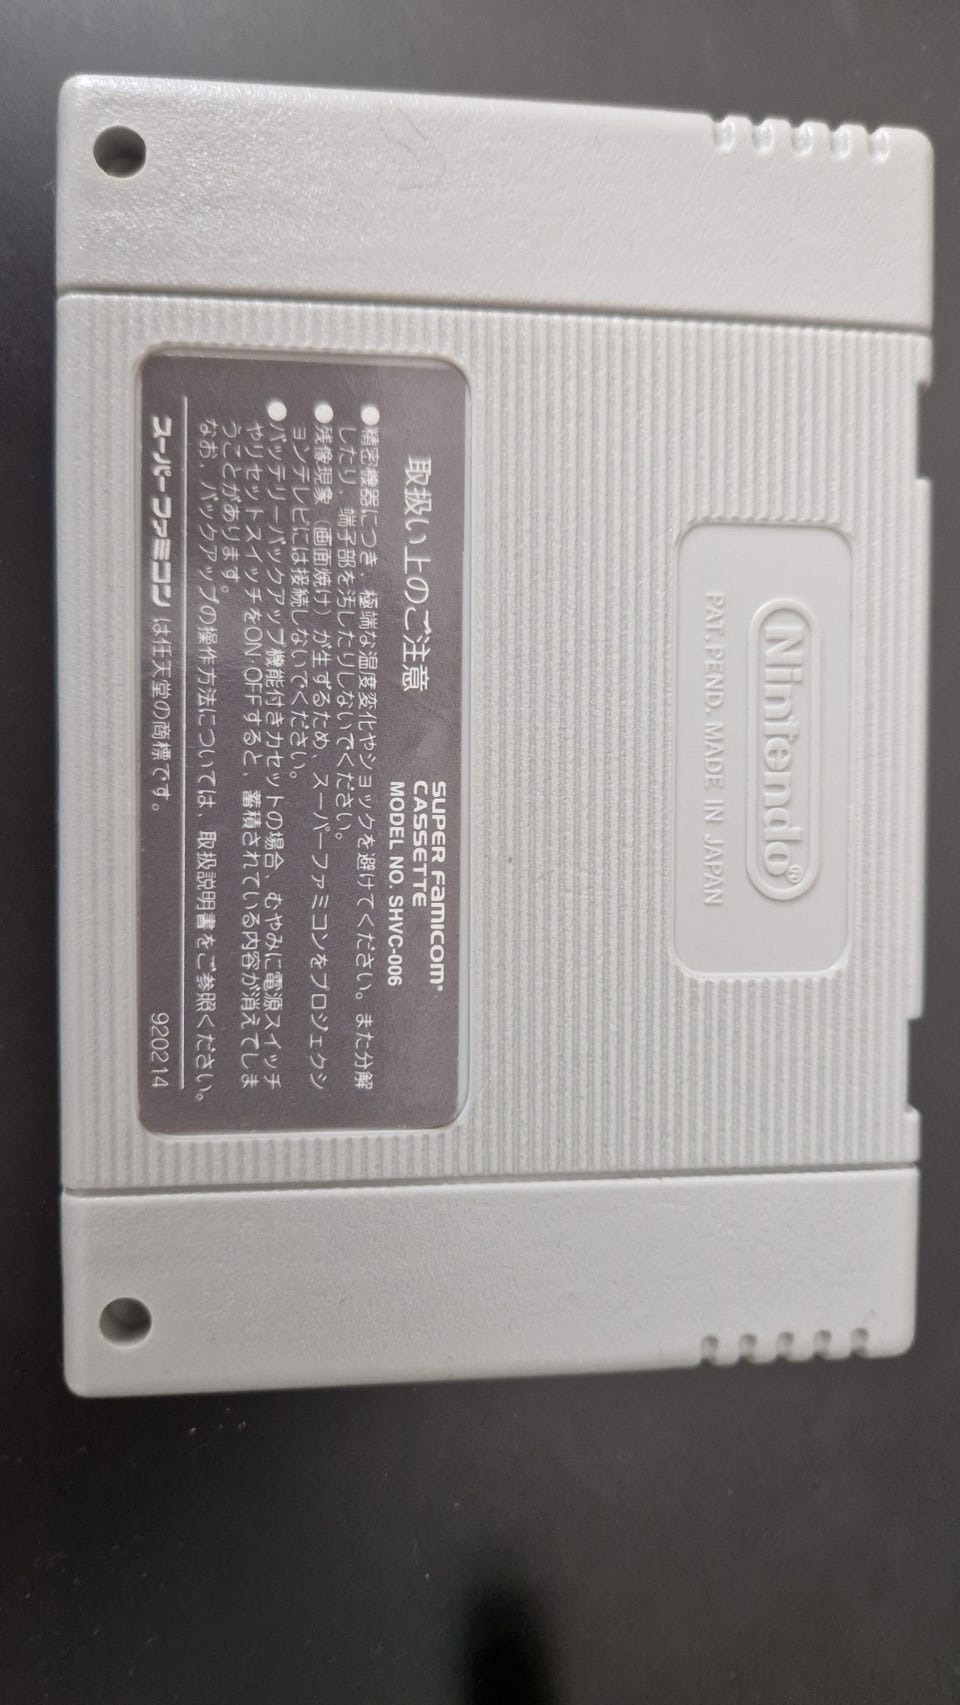 Nintendo®
PAT.PEND. MADE IN JAPAN
取扱い上のご注意
SUPER FAMICOM®
CASSETTE
MODEL NO. SHVC-006
●精密機器につき、極端な温度変化やショックを避けてください。また分解
したり、端子部を汚したりしないでください。
●残像現象（画面焼け）が生ずるため、スーパーファミコンをプロジェクシ
ョンテレビには接続しないでください。
●バッテリーバックアップ機能付きカセットの場合、むやみに電源スイッチ
やリセットスイッチをON·OFFすると、蓄積されている内容が消えてしま
うことがあります。
なお、バックアップの操作方法については、取扱説明書をご参照ください。
スーパーファミコン は任天堂の商標です。 920214